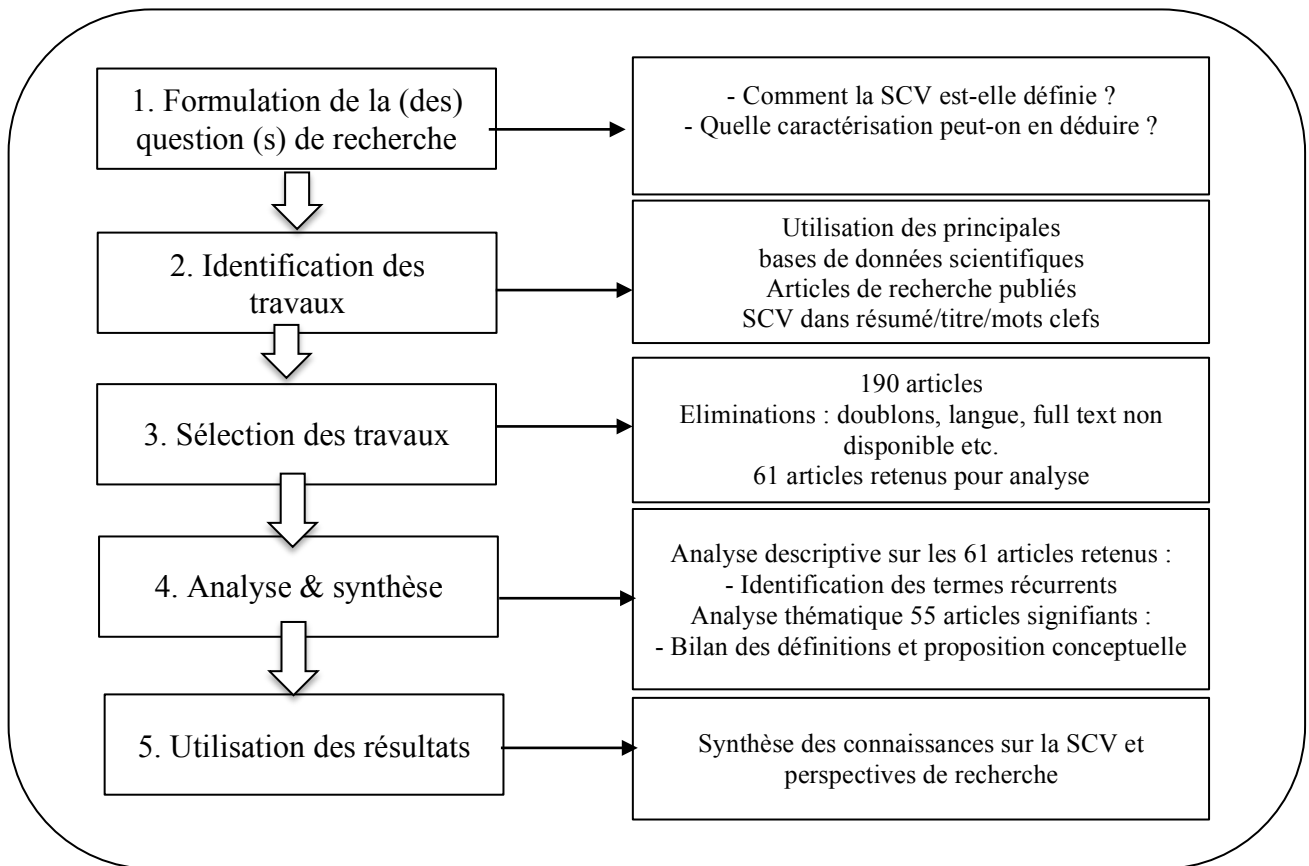 1. Formulation de la (des)
question (s) de recherche
- Comment la SCV est-elle définie ?
- Quelle caractérisation peut-on en déduire ?
2. Identification des
travaux
Utilisation des principales
bases de données scientifiques
Articles de recherche publiés
SCV dans résumé/titre/mots clefs
3. Sélection des travaux
190 articles
Eliminations : doublons, langue, full text non
disponible etc.
61 articles retenus pour analyse
4. Analyse & synthèse
Analyse descriptive sur les 61 articles retenus :
- Identification des termes récurrents
Analyse thématique 55 articles signifiants :
- Bilan des définitions et proposition conceptuelle
5. Utilisation des résultats
Synthèse des connaissances sur la SCV et
perspectives de recherche